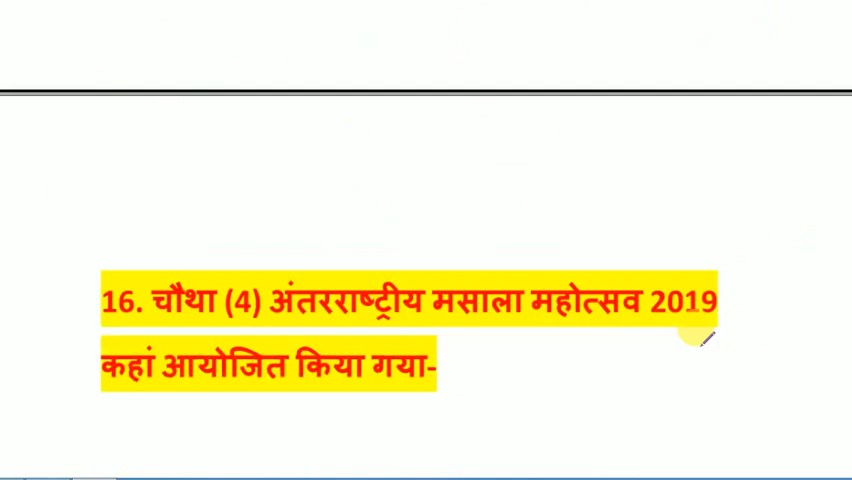 16. चौथा (4) अंतरराष्ट्रीय मसाला महोत्सव 2019
कहां आयोजित किया गया-